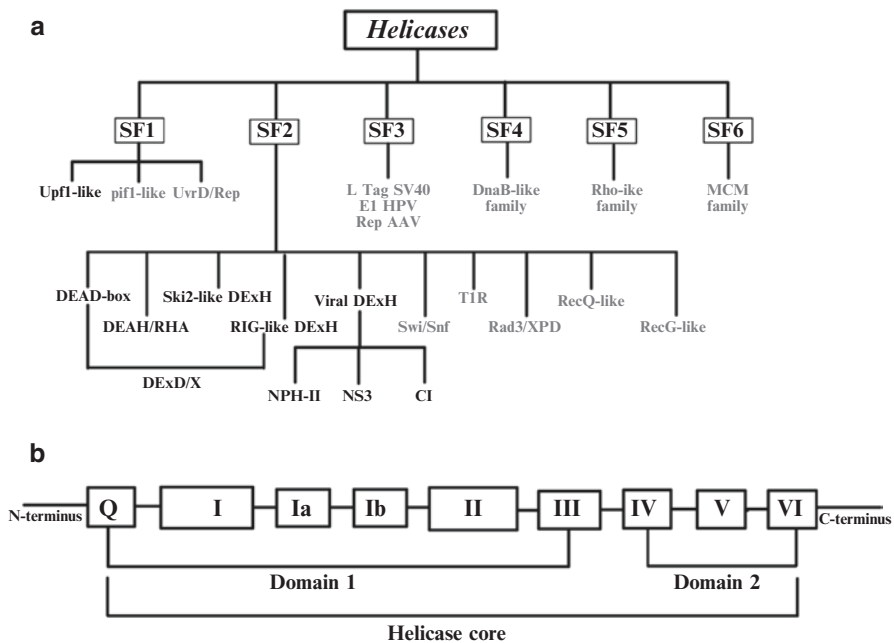 a
Helicases
SF1 SF2 SF3 SF4 SF5 SF6
Upf1-like pif1-like UvrD/Rep
L Tag SV40
E1 HPV
Rep AAV
DnaB-like
family
Rho-ike
family
MCM
family
DEAD-box
DEAH/RHA
Ski2-like DExH
RIG-like DExH
Viral DExH
Swi/Snf
T1R
Rad3/XPD
RecQ-like
RecG-like
DExD/X
NPH-II NS3 CI
b
N-terminus Q I Ia Ib II III IV V VI C-terminus
Domain 1 Domain 2
Helicase core